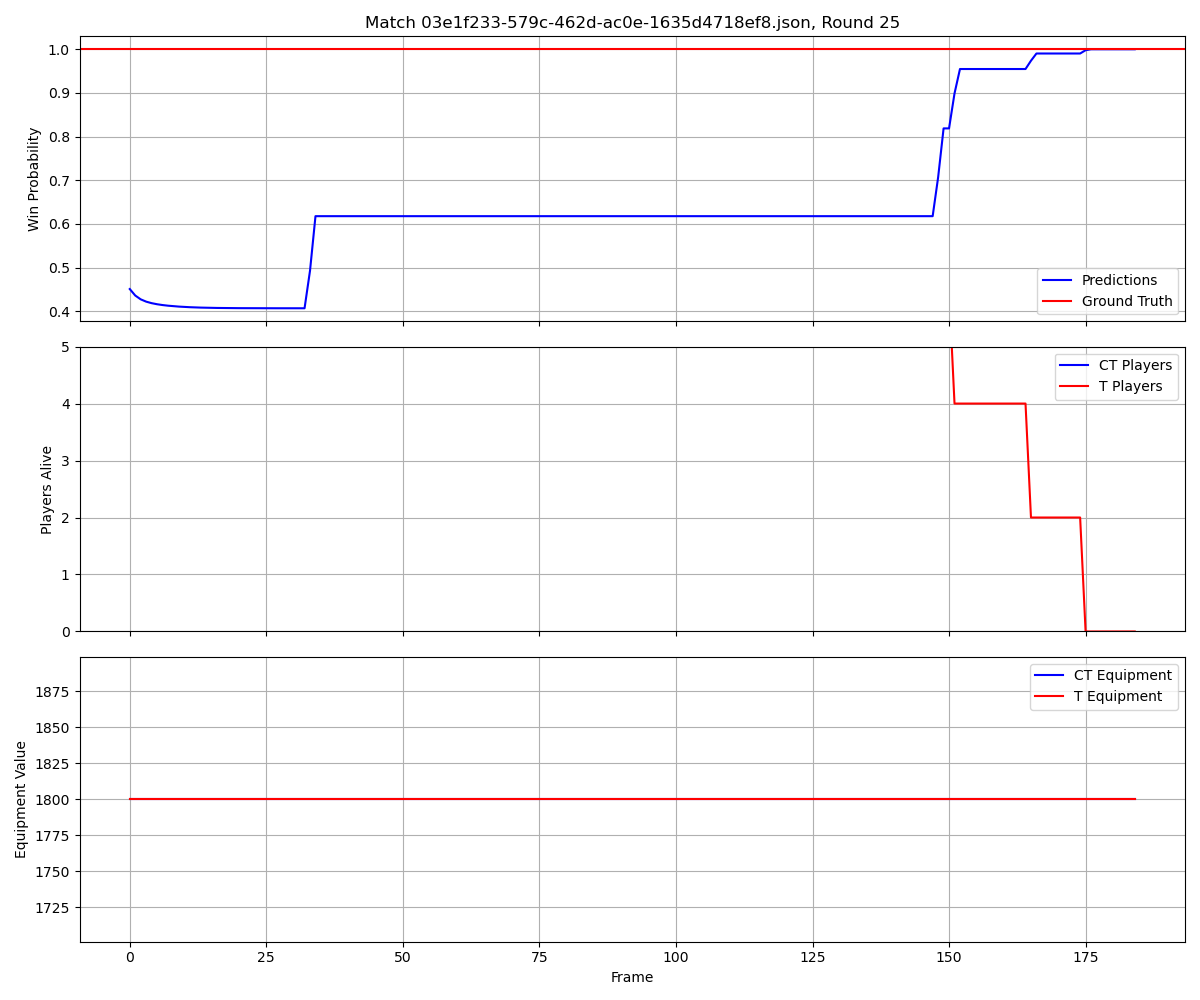 Match 03e1f233-579c-462d-ac0e-1635d4718ef8.json, Round 25
Win Probability
1.0
0.9
0.8
0.7
0.6
0.5
0.4
Predictions
Ground Truth
Players Alive
5
4
3
2
1
0
CT Players
T Players
Equipment Value
1875
1850
1825
1800
1775
1750
1725
CT Equipment
T Equipment
0 25 50 75 100 125 150 175
Frame